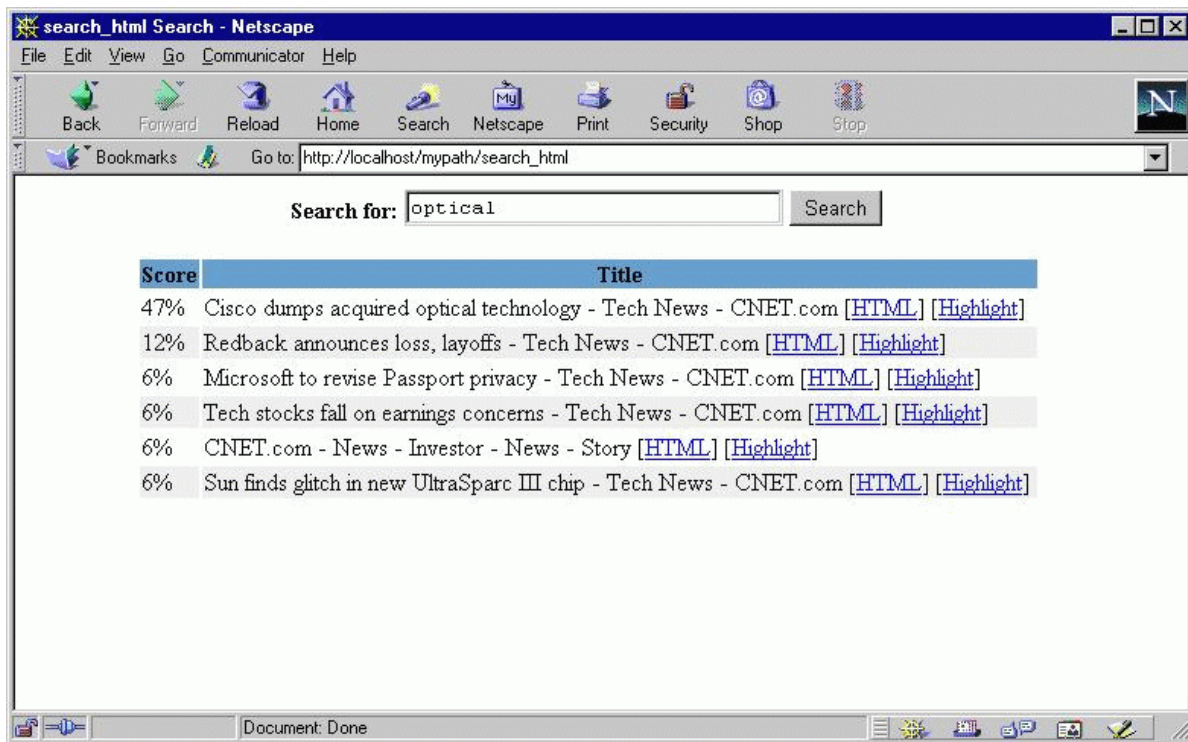 search_html Search - Netscape
File Edit View Go Communicator Help
My
N
Back Forward Reload Home Search Netscape Print Security Shop Stop
Bookmarks Go to: http://localhost/mypath/search_html
Search for: optical Search
Score Title
47% Cisco dumps acquired optical technology - Tech News - CNET.com [HTML] [Highlight]
12% Redback announces loss, layoffs - Tech News - CNET.com [HTML] [Highlight]
6% Microsoft to revise Passport privacy - Tech News - CNET.com [HTML] [Highlight]
6% Tech stocks fall on earnings concerns - Tech News - CNET.com [HTML] [Highlight]
6% CNET.com - News - Investor - News - Story [HTML] [Highlight]
6% Sun finds glitch in new UltraSparc III chip - Tech News - CNET.com [HTML] [Highlight]
Document: Done